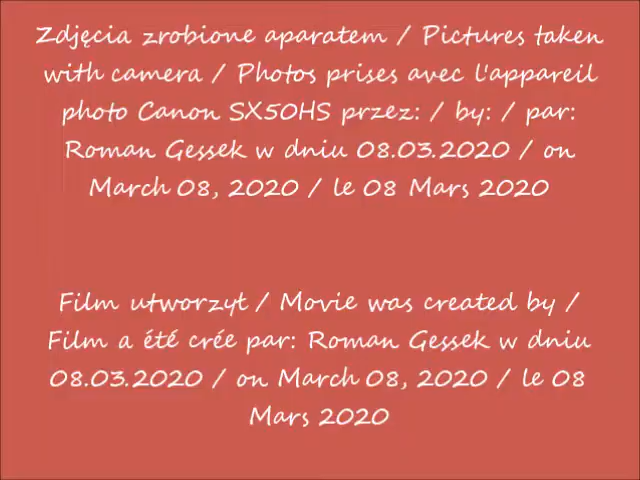 Zdjęcia zrobione aparatem / Pictures taken
with camera / Photos prises avec l'appareil
photo Canon SX50HS przez: / by: / par:
Roman Gessek w dniu 08.03.2020 / on
March 08, 2020 / le 08 Mars 2020
Film utworzył / Movie was created by /
Film a été crée par: Roman Gessek w dniu
08.03.2020 / on March 08, 2020 / le 08
Mars 2020